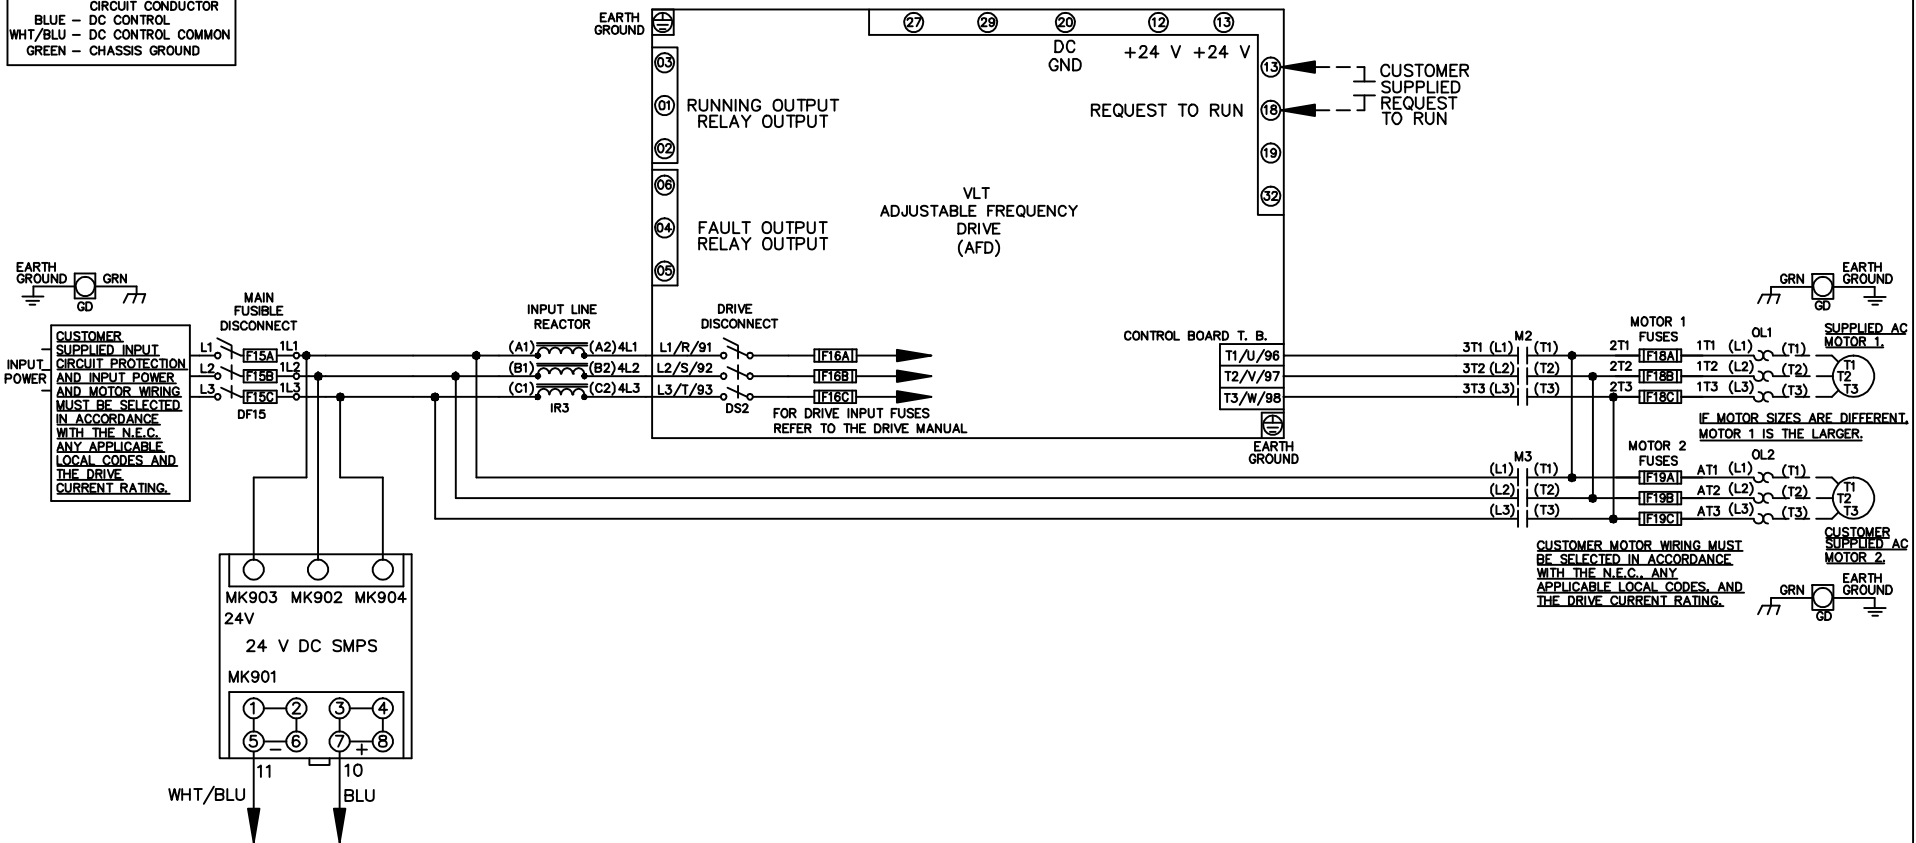 CIRCUIT CONDUCTOR
BLUE – DC CONTROL
WHT/BLU – DC CONTROL COMMON
GREEN – CHASSIS GROUND
EARTH
GROUND
27
29
20
12
13
DC
GND
+24 V
+24 V
03
01
02
RUNNING OUTPUT
RELAY OUTPUT
06
04
05
FAULT OUTPUT
RELAY OUTPUT
13
18
19
32
REQUEST TO RUN
CUSTOMER
SUPPLIED
REQUEST
TO RUN
VLT
ADJUSTABLE FREQUENCY
DRIVE
(AFD)
EARTH
GROUND
GRN
GD
INPUT
POWER
CUSTOMER
SUPPLIED INPUT
CIRCUIT PROTECTION
AND INPUT POWER
AND MOTOR WIRING
MUST BE SELECTED
IN ACCORDANCE
WITH THE N.E.C.
ANY APPLICABLE
LOCAL CODES AND
THE DRIVE
CURRENT RATING.
MAIN
FUSIBLE
DISCONNECT
L1 F15A 1L1
L2 F15B 1L2
L3 F15C 1L3
DF15
INPUT LINE
REACTOR
(A1) (A2) 4L1
(B1) (B2) 4L2
(C1) (C2) 4L3
IR3
DRIVE
DISCONNECT
L1/R/91
L2/S/92
L3/T/93
DS2
F16A
F16B
F16C
FOR DRIVE INPUT FUSES
REFER TO THE DRIVE MANUAL
CONTROL BOARD T. B.
T1/U/96
T2/V/97
T3/W/98
EARTH
GROUND
M2
3T1 (L1) (T1)
3T2 (L2) (T2)
3T3 (L3) (T3)
MOTOR 1
FUSES
2T1 F18A 1T1 (L1) (T1)
2T2 F18B 1T2 (L2) (T2)
2T3 F18C 1T3 (L3) (T3)
OL1
GRN
GD
EARTH
GROUND
SUPPLIED AC
MOTOR 1.
T1
T2
T3
IF MOTOR SIZES ARE DIFFERENT,
MOTOR 1 IS THE LARGER.
M3
(L1) (T1)
(L2) (T2)
(L3) (T3)
MOTOR 2
FUSES
F19A AT1 (L1) (T1)
F19B AT2 (L2) (T2)
F19C AT3 (L3) (T3)
OL2
T1
T2
T3
CUSTOMER
SUPPLIED AC
MOTOR 2.
CUSTOMER MOTOR WIRING MUST
BE SELECTED IN ACCORDANCE
WITH THE N.E.C., ANY
APPLICABLE LOCAL CODES, AND
THE DRIVE CURRENT RATING.
GRN
GD
EARTH
GROUND
MK903 MK902 MK904
24V
24 V DC SMPS
MK901
1 2 3 4
5 – 6 7 + 8
11
10
WHT/BLU
BLU